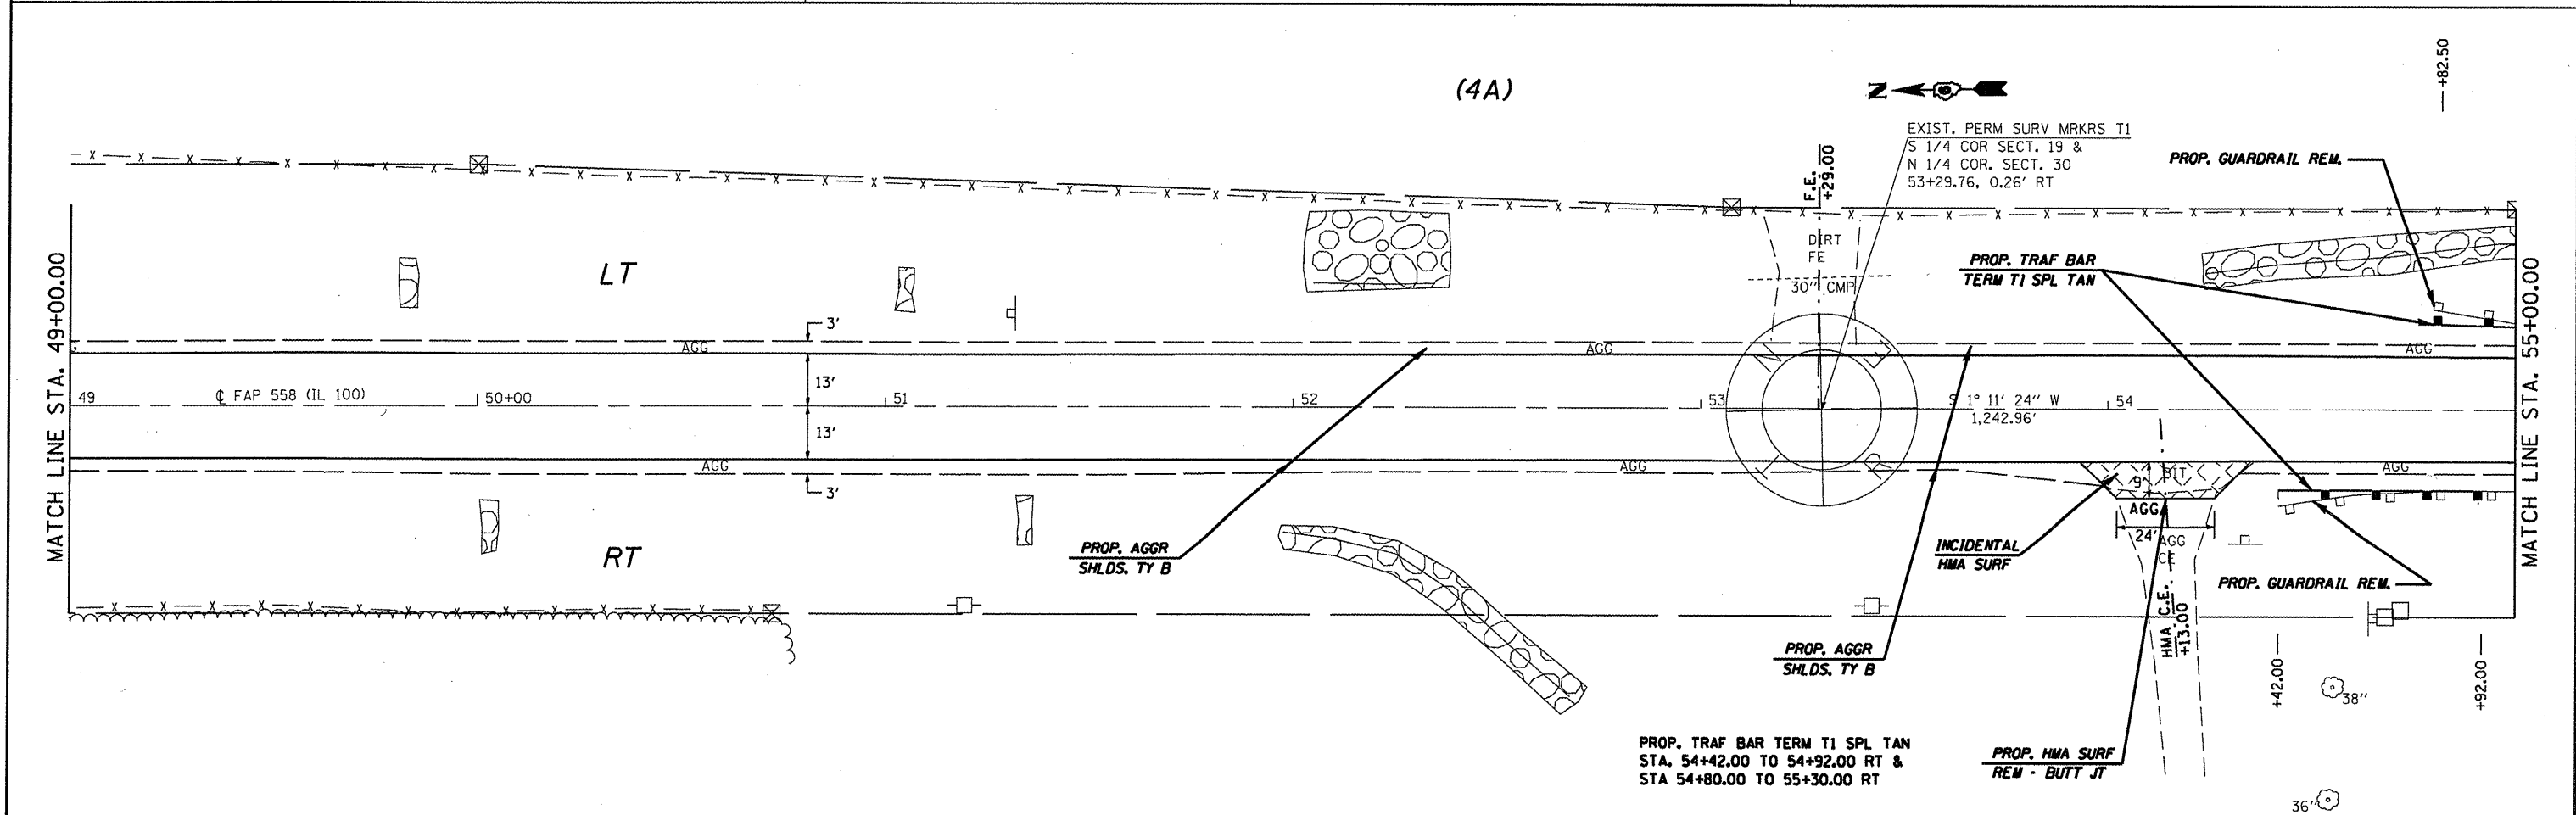 (4A)
N
+82.50
EXIST. PERM SURV MRKRS T1
S 1/4 COR SECT. 19 &
N 1/4 COR. SECT. 30
53+29.76, 0.26' RT
PROP. GUARDRAIL REM.
F.E.
+29.00
MATCH LINE STA. 49+00.00
LT
DIRT
FE
30" CMP
PROP. TRAF BAR
TERM T1 SPL TAN
MATCH LINE STA. 55+00.00
3'
AGG
AGG
AGG
13'
49
℄ FAP 558 (IL 100)
50+00
51
52
53
S 1° 11' 24" W
1,242.96'
54
13'
AGG
AGG
AGG
3'
BIT
9'
AGG
24'
AGG
CE
RT
PROP. AGGR
SHLDS. TY B
INCIDENTAL
HMA SURF
PROP. GUARDRAIL REM.
HMA C.E.
+13.00
PROP. AGGR
SHLDS. TY B
+42.00
38"
+92.00
PROP. TRAF BAR TERM T1 SPL TAN
STA. 54+42.00 TO 54+92.00 RT &
STA 54+80.00 TO 55+30.00 RT
PROP. HMA SURF
REM - BUTT JT
36"